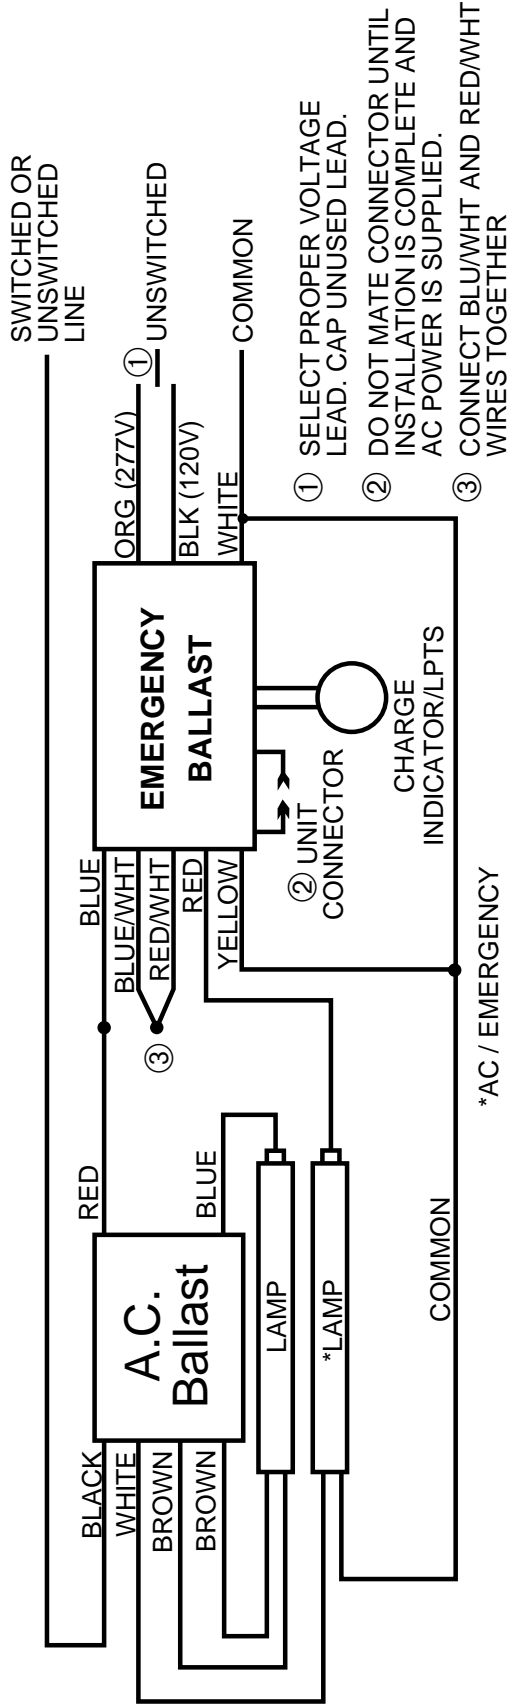 SWITCHED OR
UNSWITCHED
LINE
BLACK
WHITE
BROWN
BROWN
A.C.
Ballast
RED
BLUE
LAMP
*LAMP
BLUE
BLUE/WHT
RED/WHT
RED
YELLOW
③
EMERGENCY
BALLAST
ORG (277V)
BLK (120V)
WHITE
①
UNSWITCHED
COMMON
② UNIT
CONNECTOR
CHARGE
INDICATOR/LPTS
COMMON
*AC / EMERGENCY
① SELECT PROPER VOLTAGE
LEAD. CAP UNUSED LEAD.
② DO NOT MATE CONNECTOR UNTIL
INSTALLATION IS COMPLETE AND
AC POWER IS SUPPLIED.
③ CONNECT BLU/WHT AND RED/WHT
WIRES TOGETHER